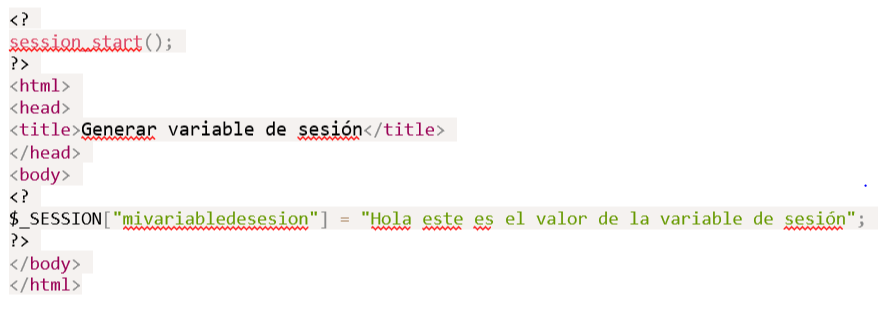 <?
session_start();
?>
<html>
<head>
<title>Generar variable de sesión</title>
</head>
<body>
<?
$_SESSION["mivariabledesesion"] = "Hola este es el valor de la variable de sesión";
?>
</body>
</html>